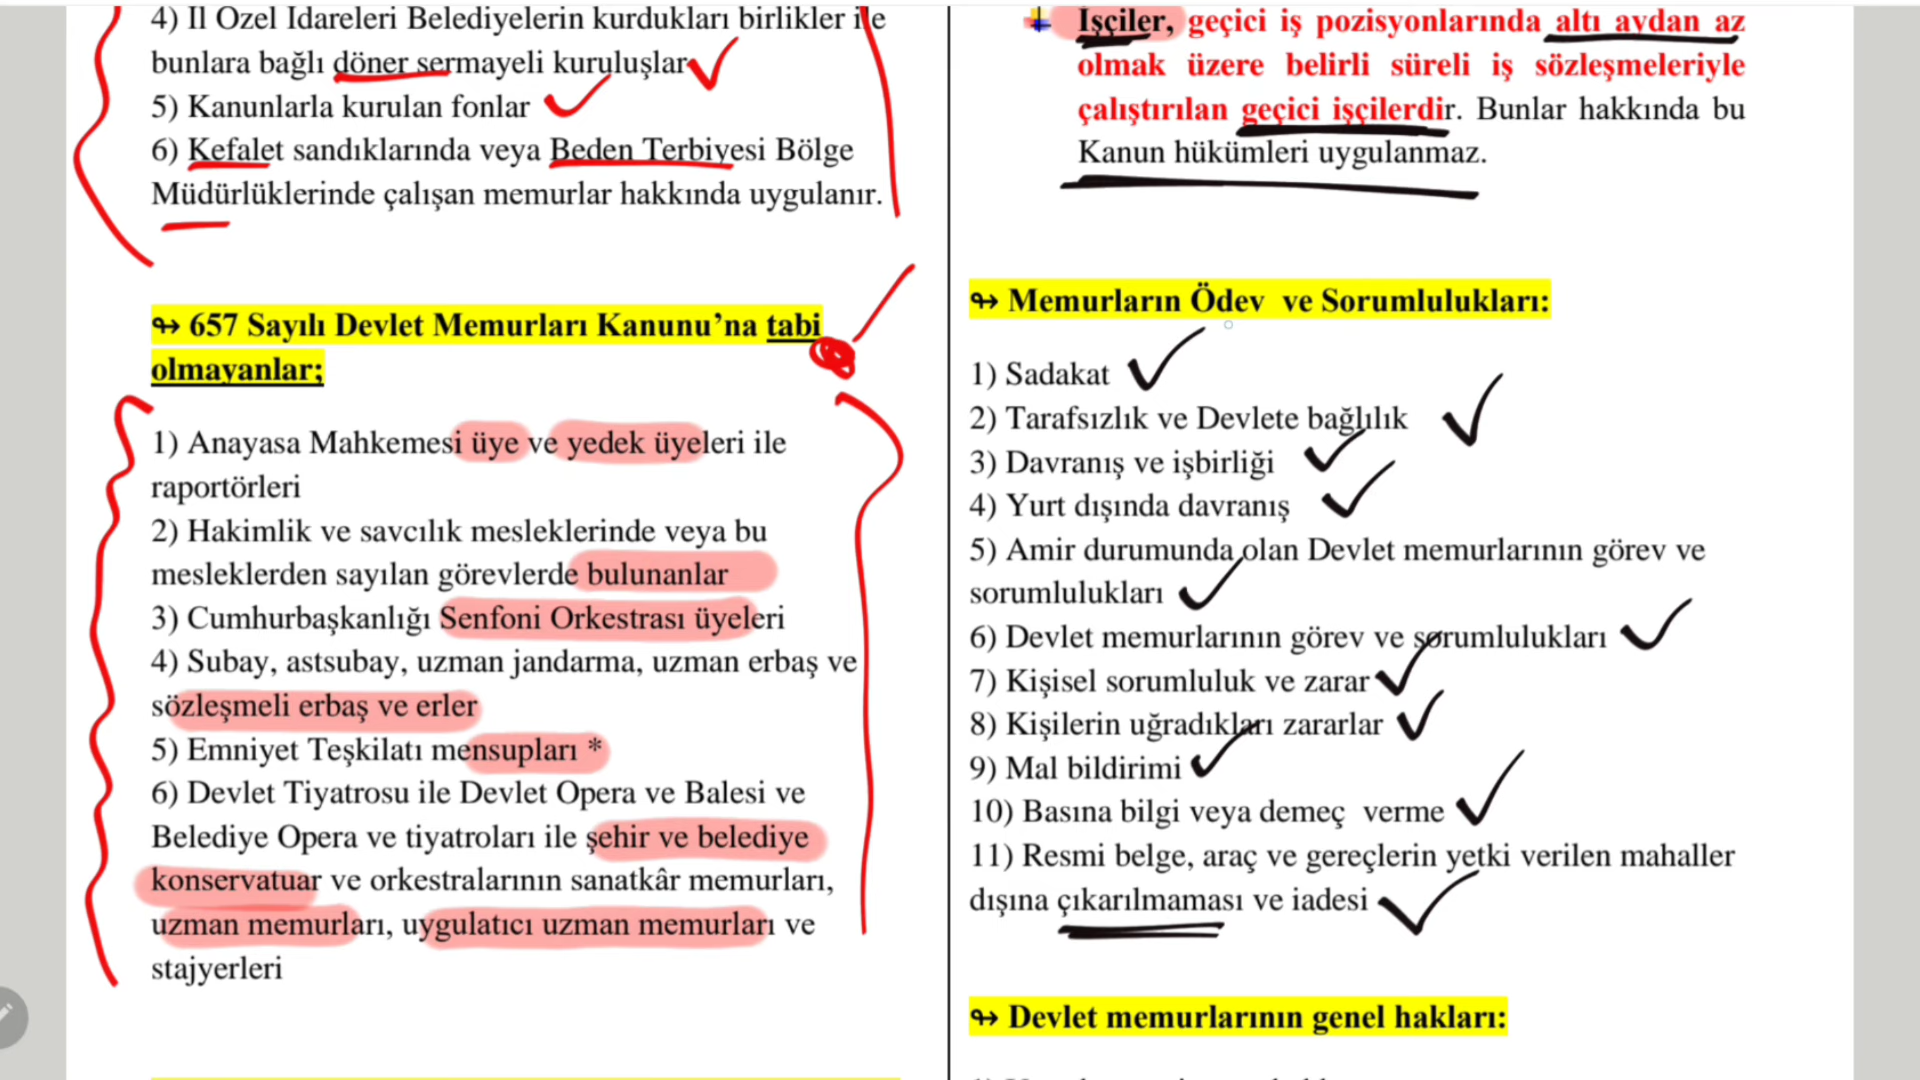 4) İl Özel İdareleri Belediyelerin kurdukları birlikler ile
bunlara bağlı döner sermayeli kuruluşlar
5) Kanunlarla kurulan fonlar
6) Kefalet sandıklarında veya Beden Terbiyesi Bölge
Müdürlüklerinde çalışan memurlar hakkında uygulanır.
↬ 657 Sayılı Devlet Memurları Kanunu’na tabi
olmayanlar;
1) Anayasa Mahkemesi üye ve yedek üyeleri ile
raportörleri
2) Hakimlik ve savcılık mesleklerinde veya bu
mesleklerden sayılan görevlerde bulunanlar
3) Cumhurbaşkanlığı Senfoni Orkestrası üyeleri
4) Subay, astsubay, uzman jandarma, uzman erbaş ve
sözleşmeli erbaş ve erler
5) Emniyet Teşkilatı mensupları *
6) Devlet Tiyatrosu ile Devlet Opera ve Balesi ve
Belediye Opera ve tiyatroları ile şehir ve belediye
konservatuar ve orkestralarının sanatkâr memurları,
uzman memurları, uygulatıcı uzman memurları ve
stajyerleri
İşçiler, geçici iş pozisyonlarında altı aydan az
olmak üzere belirli süreli iş sözleşmeleriyle
çalıştırılan geçici işçilerdir. Bunlar hakkında bu
Kanun hükümleri uygulanmaz.
↬ Memurların Ödev ve Sorumlulukları:
1) Sadakat
2) Tarafsızlık ve Devlete bağlılık
3) Davranış ve işbirliği
4) Yurt dışında davranış
5) Amir durumunda olan Devlet memurlarının görev ve
sorumlulukları
6) Devlet memurlarının görev ve sorumlulukları
7) Kişisel sorumluluk ve zarar
8) Kişilerin uğradıkları zararlar
9) Mal bildirimi
10) Basına bilgi veya demeç verme
11) Resmi belge, araç ve gereçlerin yetki verilen mahaller
dışına çıkarılmaması ve iadesi
↬ Devlet memurlarının genel hakları: